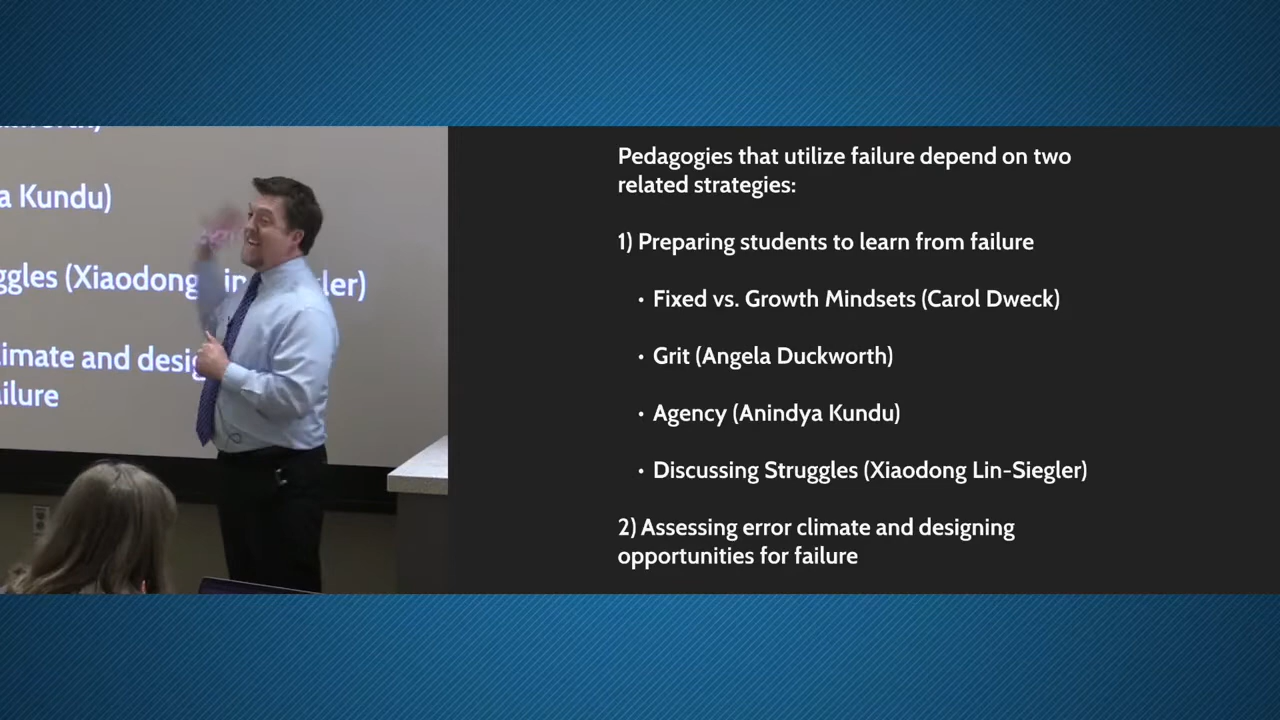 a Kundu)
ggles (Xiaodong
imate and desig
ailure
Pedagogies that utilize failure depend on two
related strategies:
1) Preparing students to learn from failure
• Fixed vs. Growth Mindsets (Carol Dweck)
• Grit (Angela Duckworth)
• Agency (Anindya Kundu)
• Discussing Struggles (Xiaodong Lin-Siegler)
2) Assessing error climate and designing
opportunities for failure